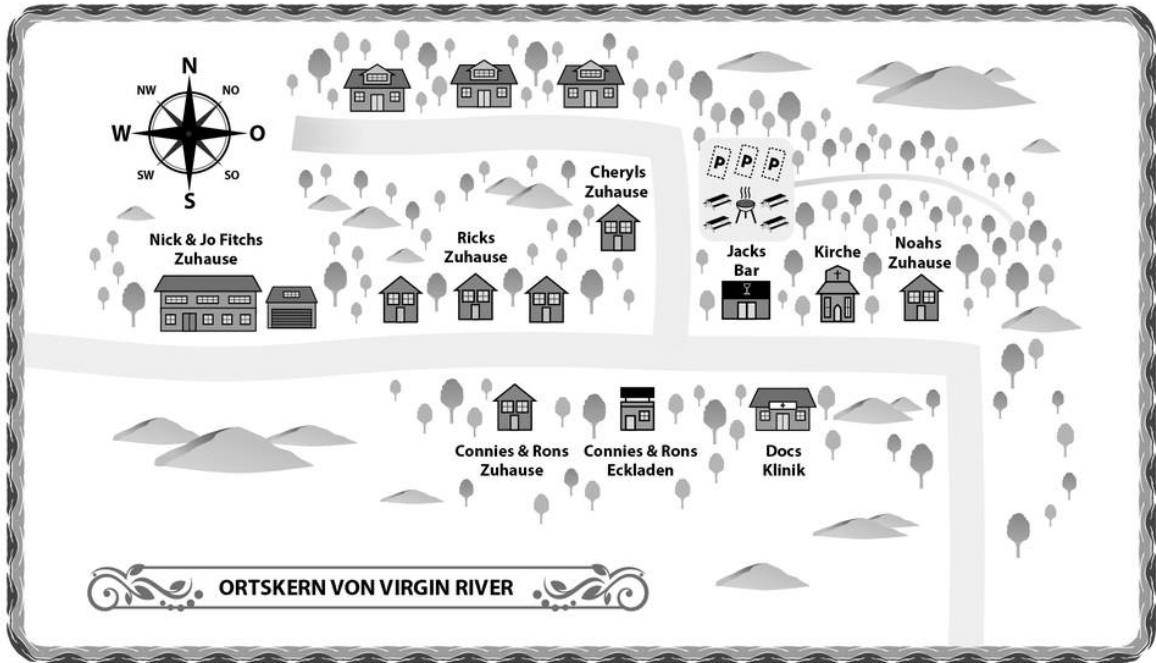 N
NW
NO
W
O
SW
SO
S
P P P
Cheryls
Zuhause
Nick & Jo Fitchs
Zuhause
Ricks
Zuhause
Jacks
Bar
Kirche
Noahs
Zuhause
Connies & Rons
Zuhause
Connies & Rons
Eckladen
Docs
Klinik
ORTSKERN VON VIRGIN RIVER